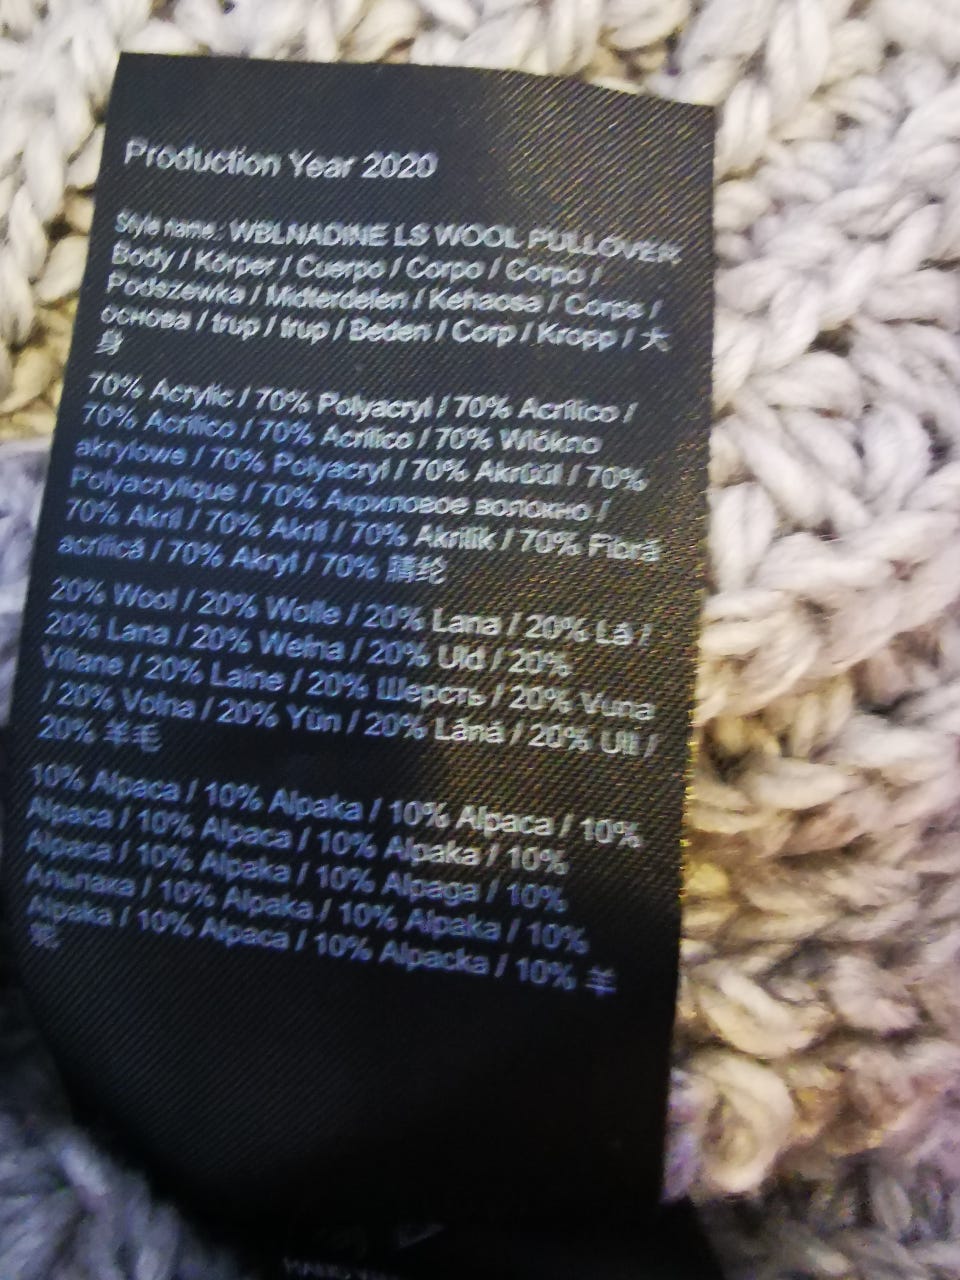 Production Year 2020
Style name.: WBLNADINE LS WOOL PULLOVER
Body / Körper / Cuerpo / Corpo / Corpo /
Podszewka / Midterdelen / Kehaosa / Corps /
основа / trup / trup / Beden / Corp / Kropp / 大
身
70% Acrylic / 70% Polyacryl / 70% Acrílico /
70% Acrílico / 70% Acrilico / 70% Włókno
akrylowe / 70% Polyacryl / 70% Akrüül / 70%
Polyacrylique / 70% Акриловое волокно /
70% Akril / 70% Akril / 70% Akrilik / 70% Fibră
acrilică / 70% Akryl / 70% 腈纶
20% Wool / 20% Wolle / 20% Lana / 20% Lã /
20% Lana / 20% Wełna / 20% Uld / 20%
Villane / 20% Laine / 20% Шерсть / 20% Vuna
/ 20% Volna / 20% Yün / 20% Lână / 20% Ull /
20% 羊毛
10% Alpaca / 10% Alpaka / 10% Alpaca / 10%
Alpaca / 10% Alpaca / 10% Alpaka / 10%
Alpaca / 10% Alpaka / 10% Alpaga / 10%
Альпака / 10% Alpaka / 10% Alpaka / 10%
Alpaka / 10% Alpaca / 10% Alpacka / 10% 羊
驼